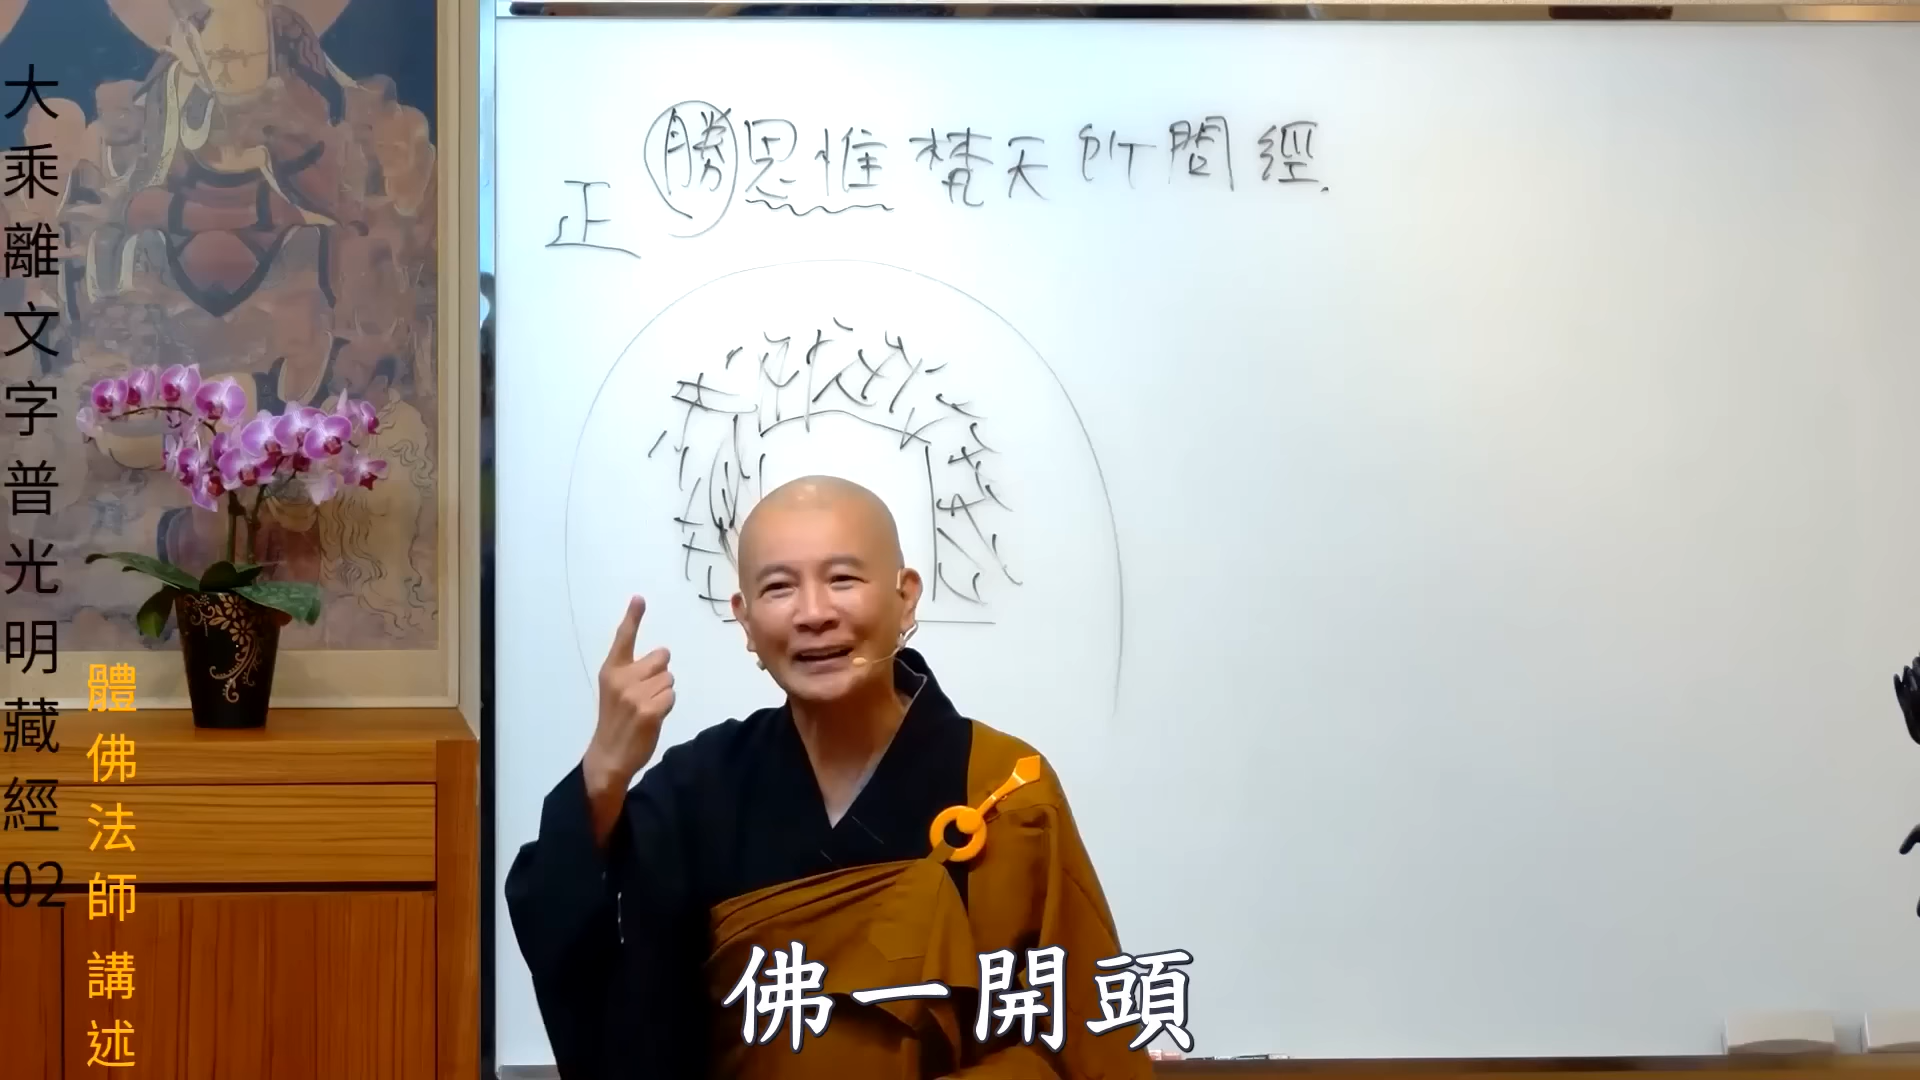 大乘離文字普光明藏經02
體佛法師講述
勝思惟梵天所問經.
正
佛一開頭